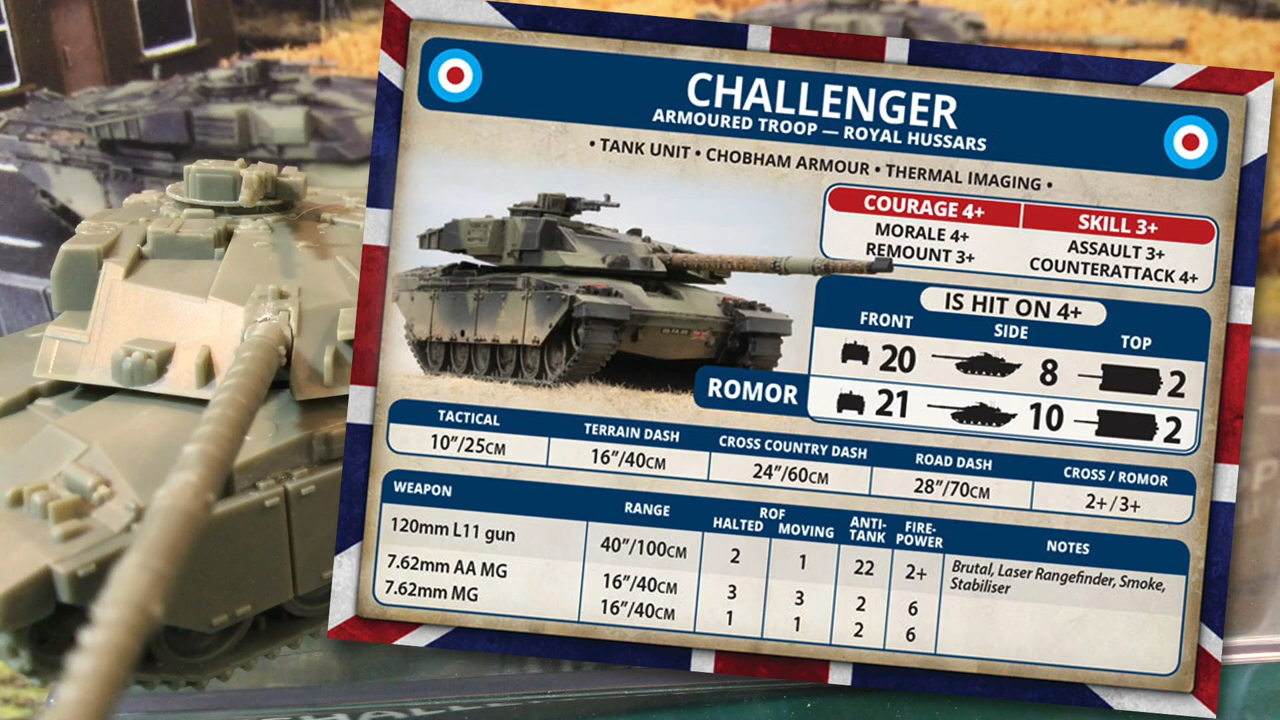 CHALLENGER
ARMOURED TROOP — ROYAL HUSSARS
• TANK UNIT • CHOBHAM ARMOUR • THERMAL IMAGING •
COURAGE 4+ SKILL 3+
MORALE 4+ ASSAULT 3+
REMOUNT 3+ COUNTERATTACK 4+
IS HIT ON 4+
FRONT SIDE TOP
20 8 2
ROMOR 21 10 2
TACTICAL TERRAIN DASH CROSS COUNTRY DASH ROAD DASH CROSS / ROMOR
10”/25CM 16”/40CM 24”/60CM 28”/70CM 2+/3+
WEAPON RANGE ROF HALTED MOVING ANTI-TANK FIRE-POWER NOTES
120mm L11 gun 40”/100CM 2 1 22 2+ Brutal, Laser Rangefinder, Smoke,
Stabiliser
7.62mm AA MG 16”/40CM 3 3 2 6
7.62mm MG 16”/40CM 1 1 2 6